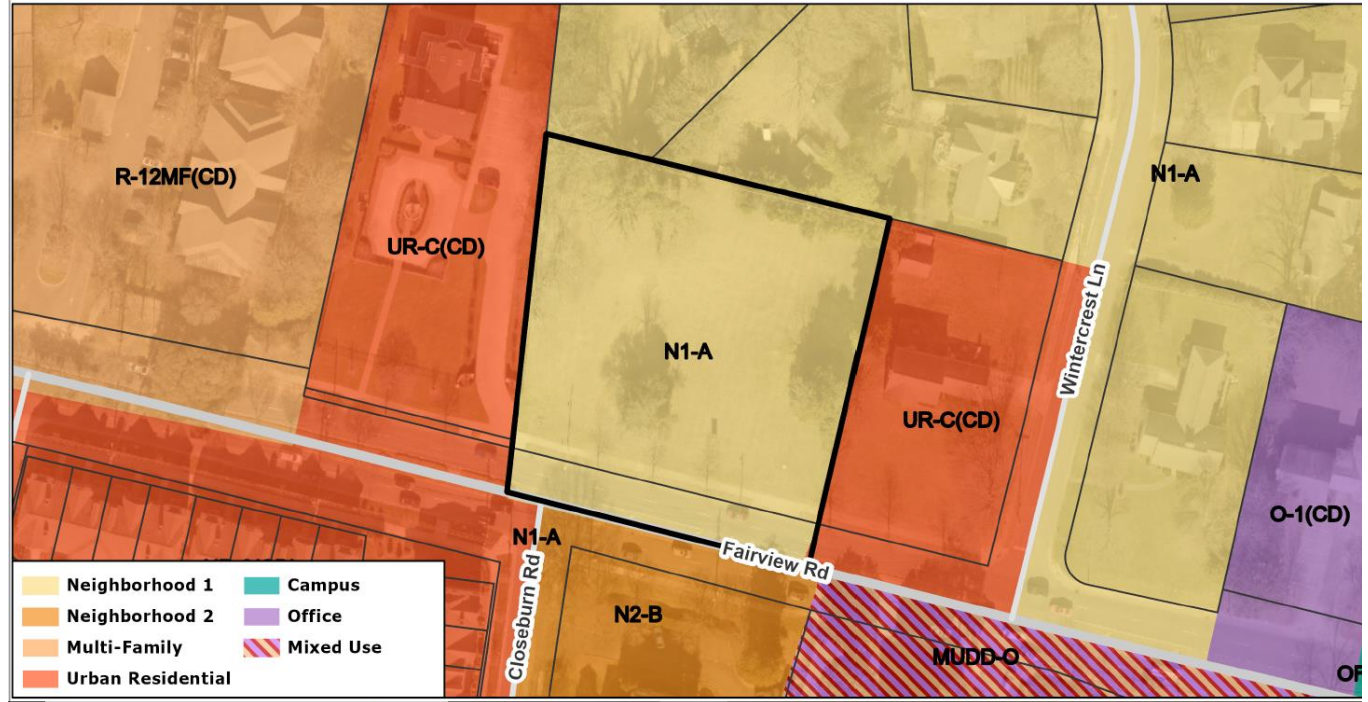 R-12MF(CD)
N1-A
UR-C(CD)
N1-A
Wintercrest Ln
UR-C(CD)
O-1(CD)
N1-A
Fairview Rd
Closeburn Rd
N2-B
MUDD-O
Neighborhood 1
Neighborhood 2
Multi-Family
Urban Residential
Campus
Office
Mixed Use